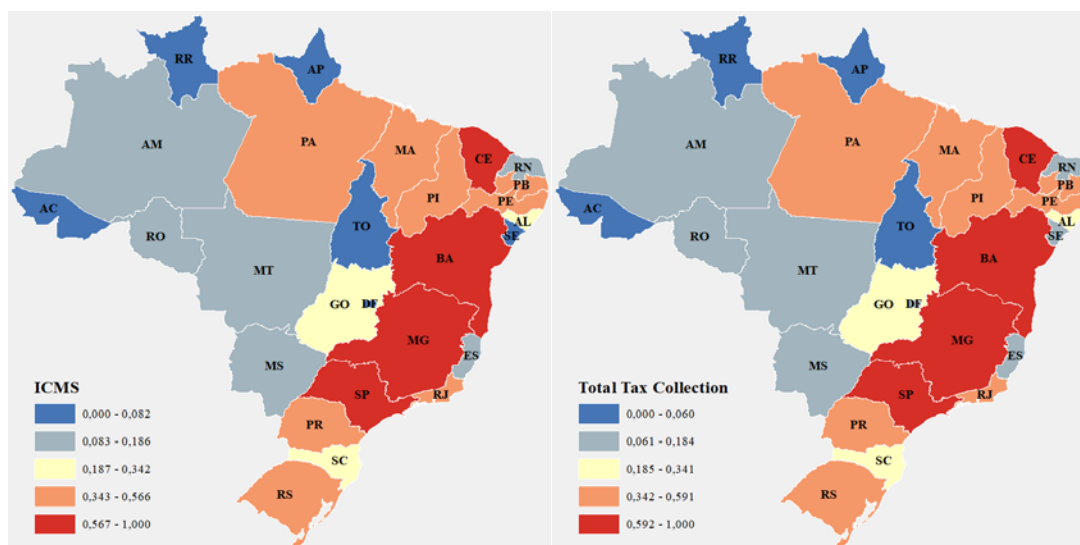 RR
AP
AM
PA
MA
CE
RN
PB
PI
PE
AC
AL
TO
SE
RO
BA
MT
GO
DF
MG
MS
ES
SP
RJ
PR
SC
RS
ICMS
0,000 - 0,082
0,083 - 0,186
0,187 - 0,342
0,343 - 0,566
0,567 - 1,000
RR
AP
AM
PA
MA
CE
RN
PB
PI
PE
AC
AL
TO
SE
RO
BA
MT
GO
DF
MG
MS
ES
SP
RJ
PR
SC
RS
Total Tax Collection
0,000 - 0,060
0,061 - 0,184
0,185 - 0,341
0,342 - 0,591
0,592 - 1,000